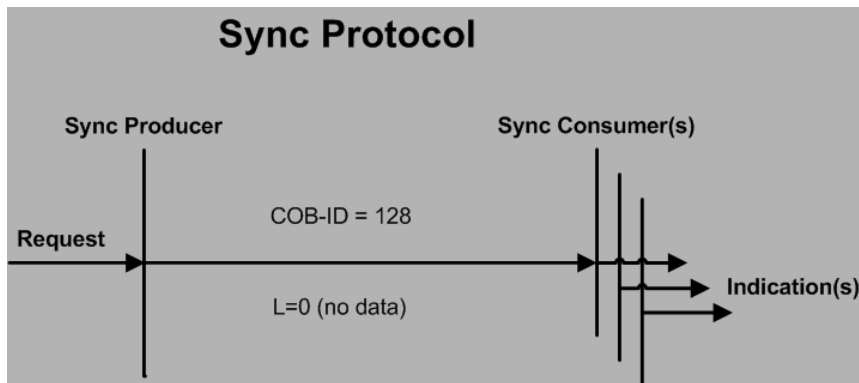 Sync Protocol
Sync Producer
Sync Consumer(s)
COB-ID = 128
Request
L=0 (no data)
Indication(s)